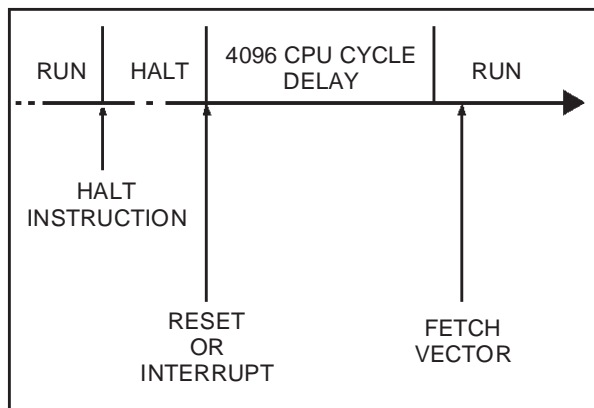 RUN
HALT
4096 CPU CYCLE
DELAY
RUN
HALT
INSTRUCTION
RESET
OR
INTERRUPT
FETCH
VECTOR